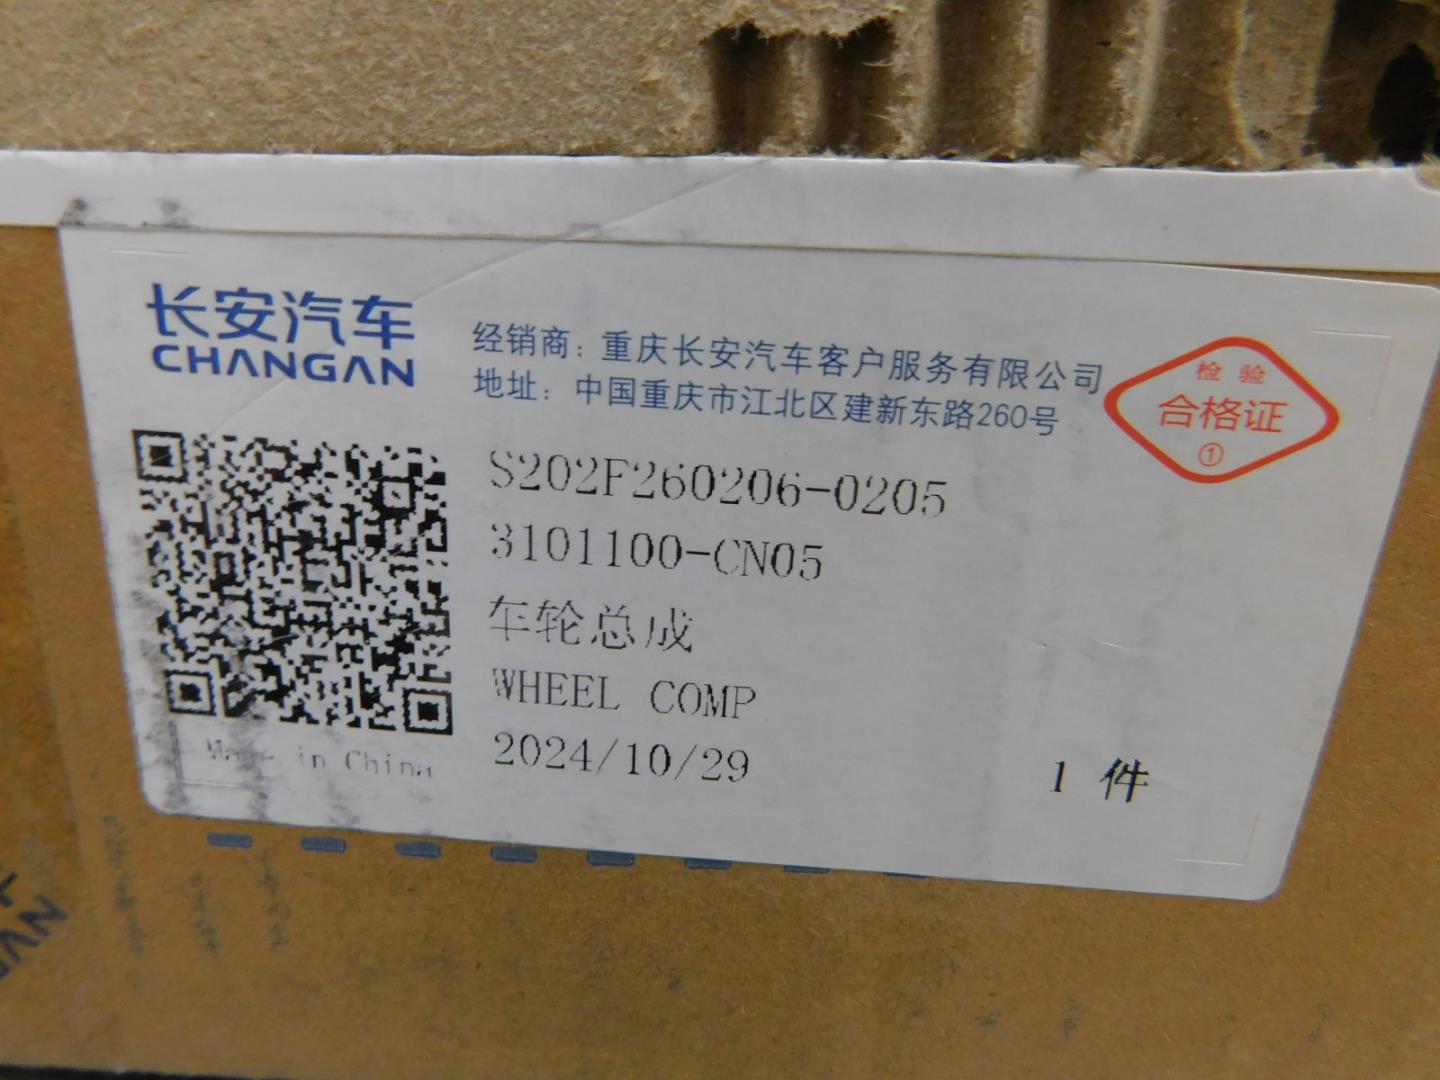 长安汽车
CHANGAN
经销商：重庆长安汽车客户服务有限公司
地址：中国重庆市江北区建新东路260号
检验
合格证
①
S202F260206-0205
3101100-CN05
车轮总成
WHEEL COMP
2024/10/29
1 件
Made in China